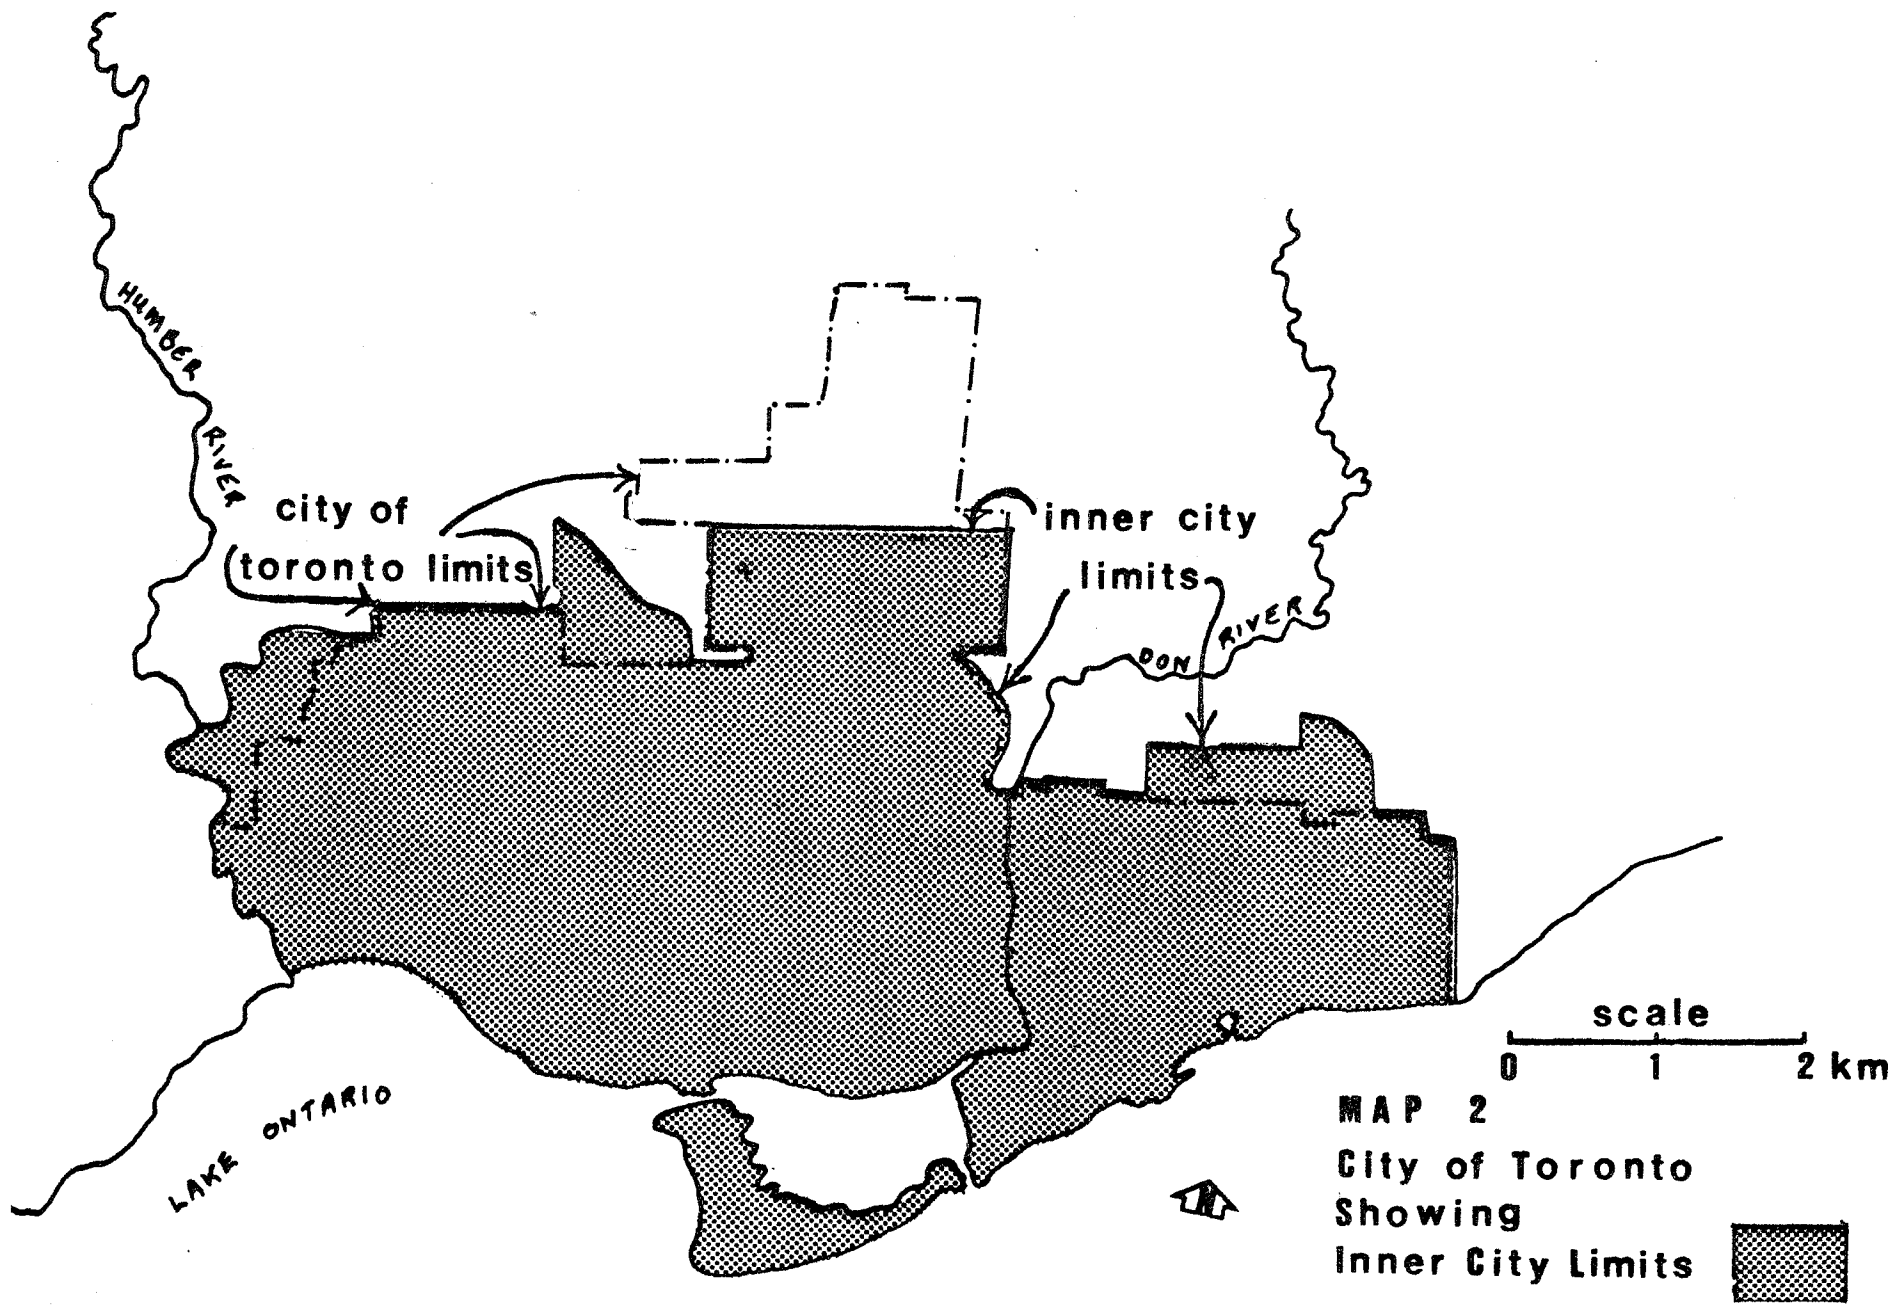 HUMBER
RIVER
city of
toronto limits
inner city
limits
DON RIVER
scale
0 1 2 km
LAKE ONTARIO
MAP 2
City of Toronto
Showing
Inner City Limits
N